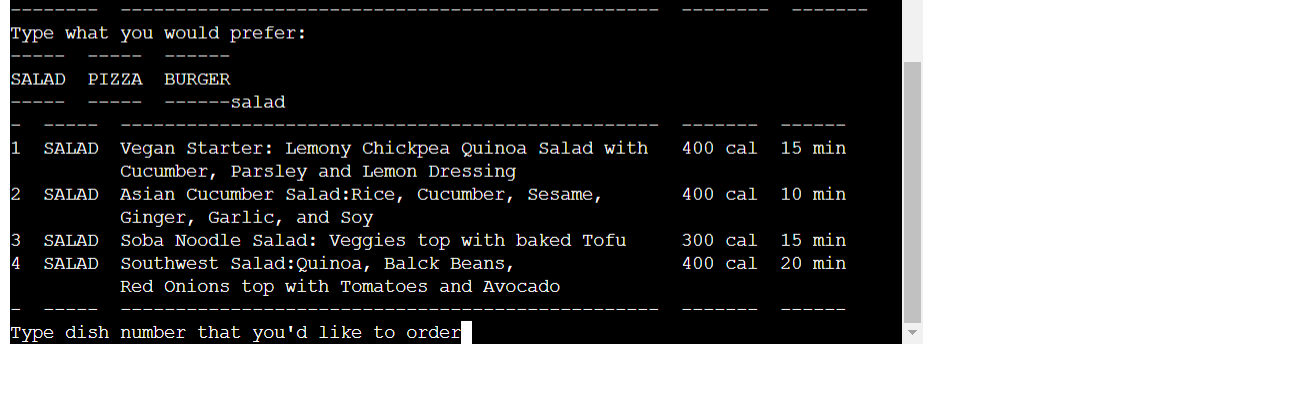 --------  -------------------------------------------------  --------  -------
Type what you would prefer:
-----  -----  ------
SALAD  PIZZA  BURGER
-----  -----  ------salad
-  -----  -------------------------------------------------  -------  ------
1  SALAD  Vegan Starter: Lemony Chickpea Quinoa Salad with   400 cal  15 min
          Cucumber, Parsley and Lemon Dressing
2  SALAD  Asian Cucumber Salad:Rice, Cucumber, Sesame,       400 cal  10 min
          Ginger, Garlic, and Soy
3  SALAD  Soba Noodle Salad: Veggies top with baked Tofu     300 cal  15 min
4  SALAD  Southwest Salad:Quinoa, Balck Beans,               400 cal  20 min
          Red Onions top with Tomatoes and Avocado
-  -----  -------------------------------------------------  -------  ------
Type dish number that you'd like to order